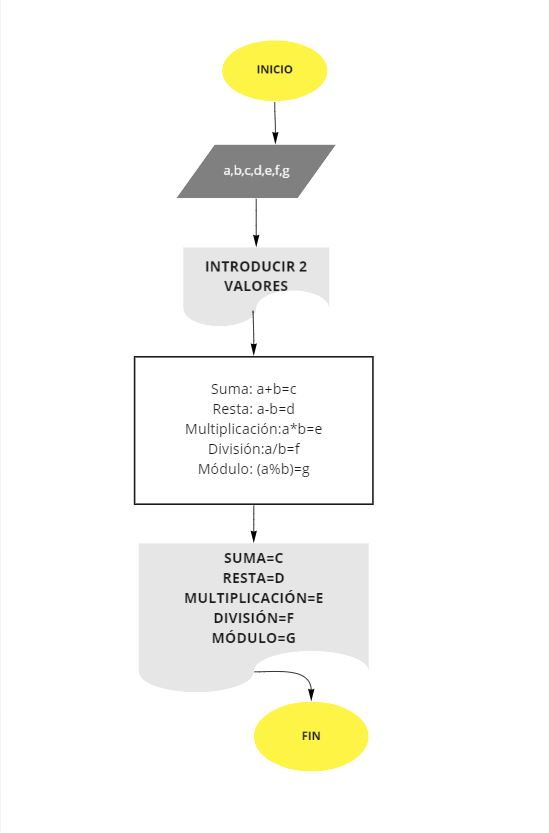 INICIO
a,b,c,d,e,f,g
INTRODUCIR 2
VALORES
Suma: a+b=c
Resta: a-b=d
Multiplicación:a*b=e
División:a/b=f
Módulo: (a%b)=g
SUMA=C
RESTA=D
MULTIPLICACIÓN=E
DIVISIÓN=F
MÓDULO=G
FIN